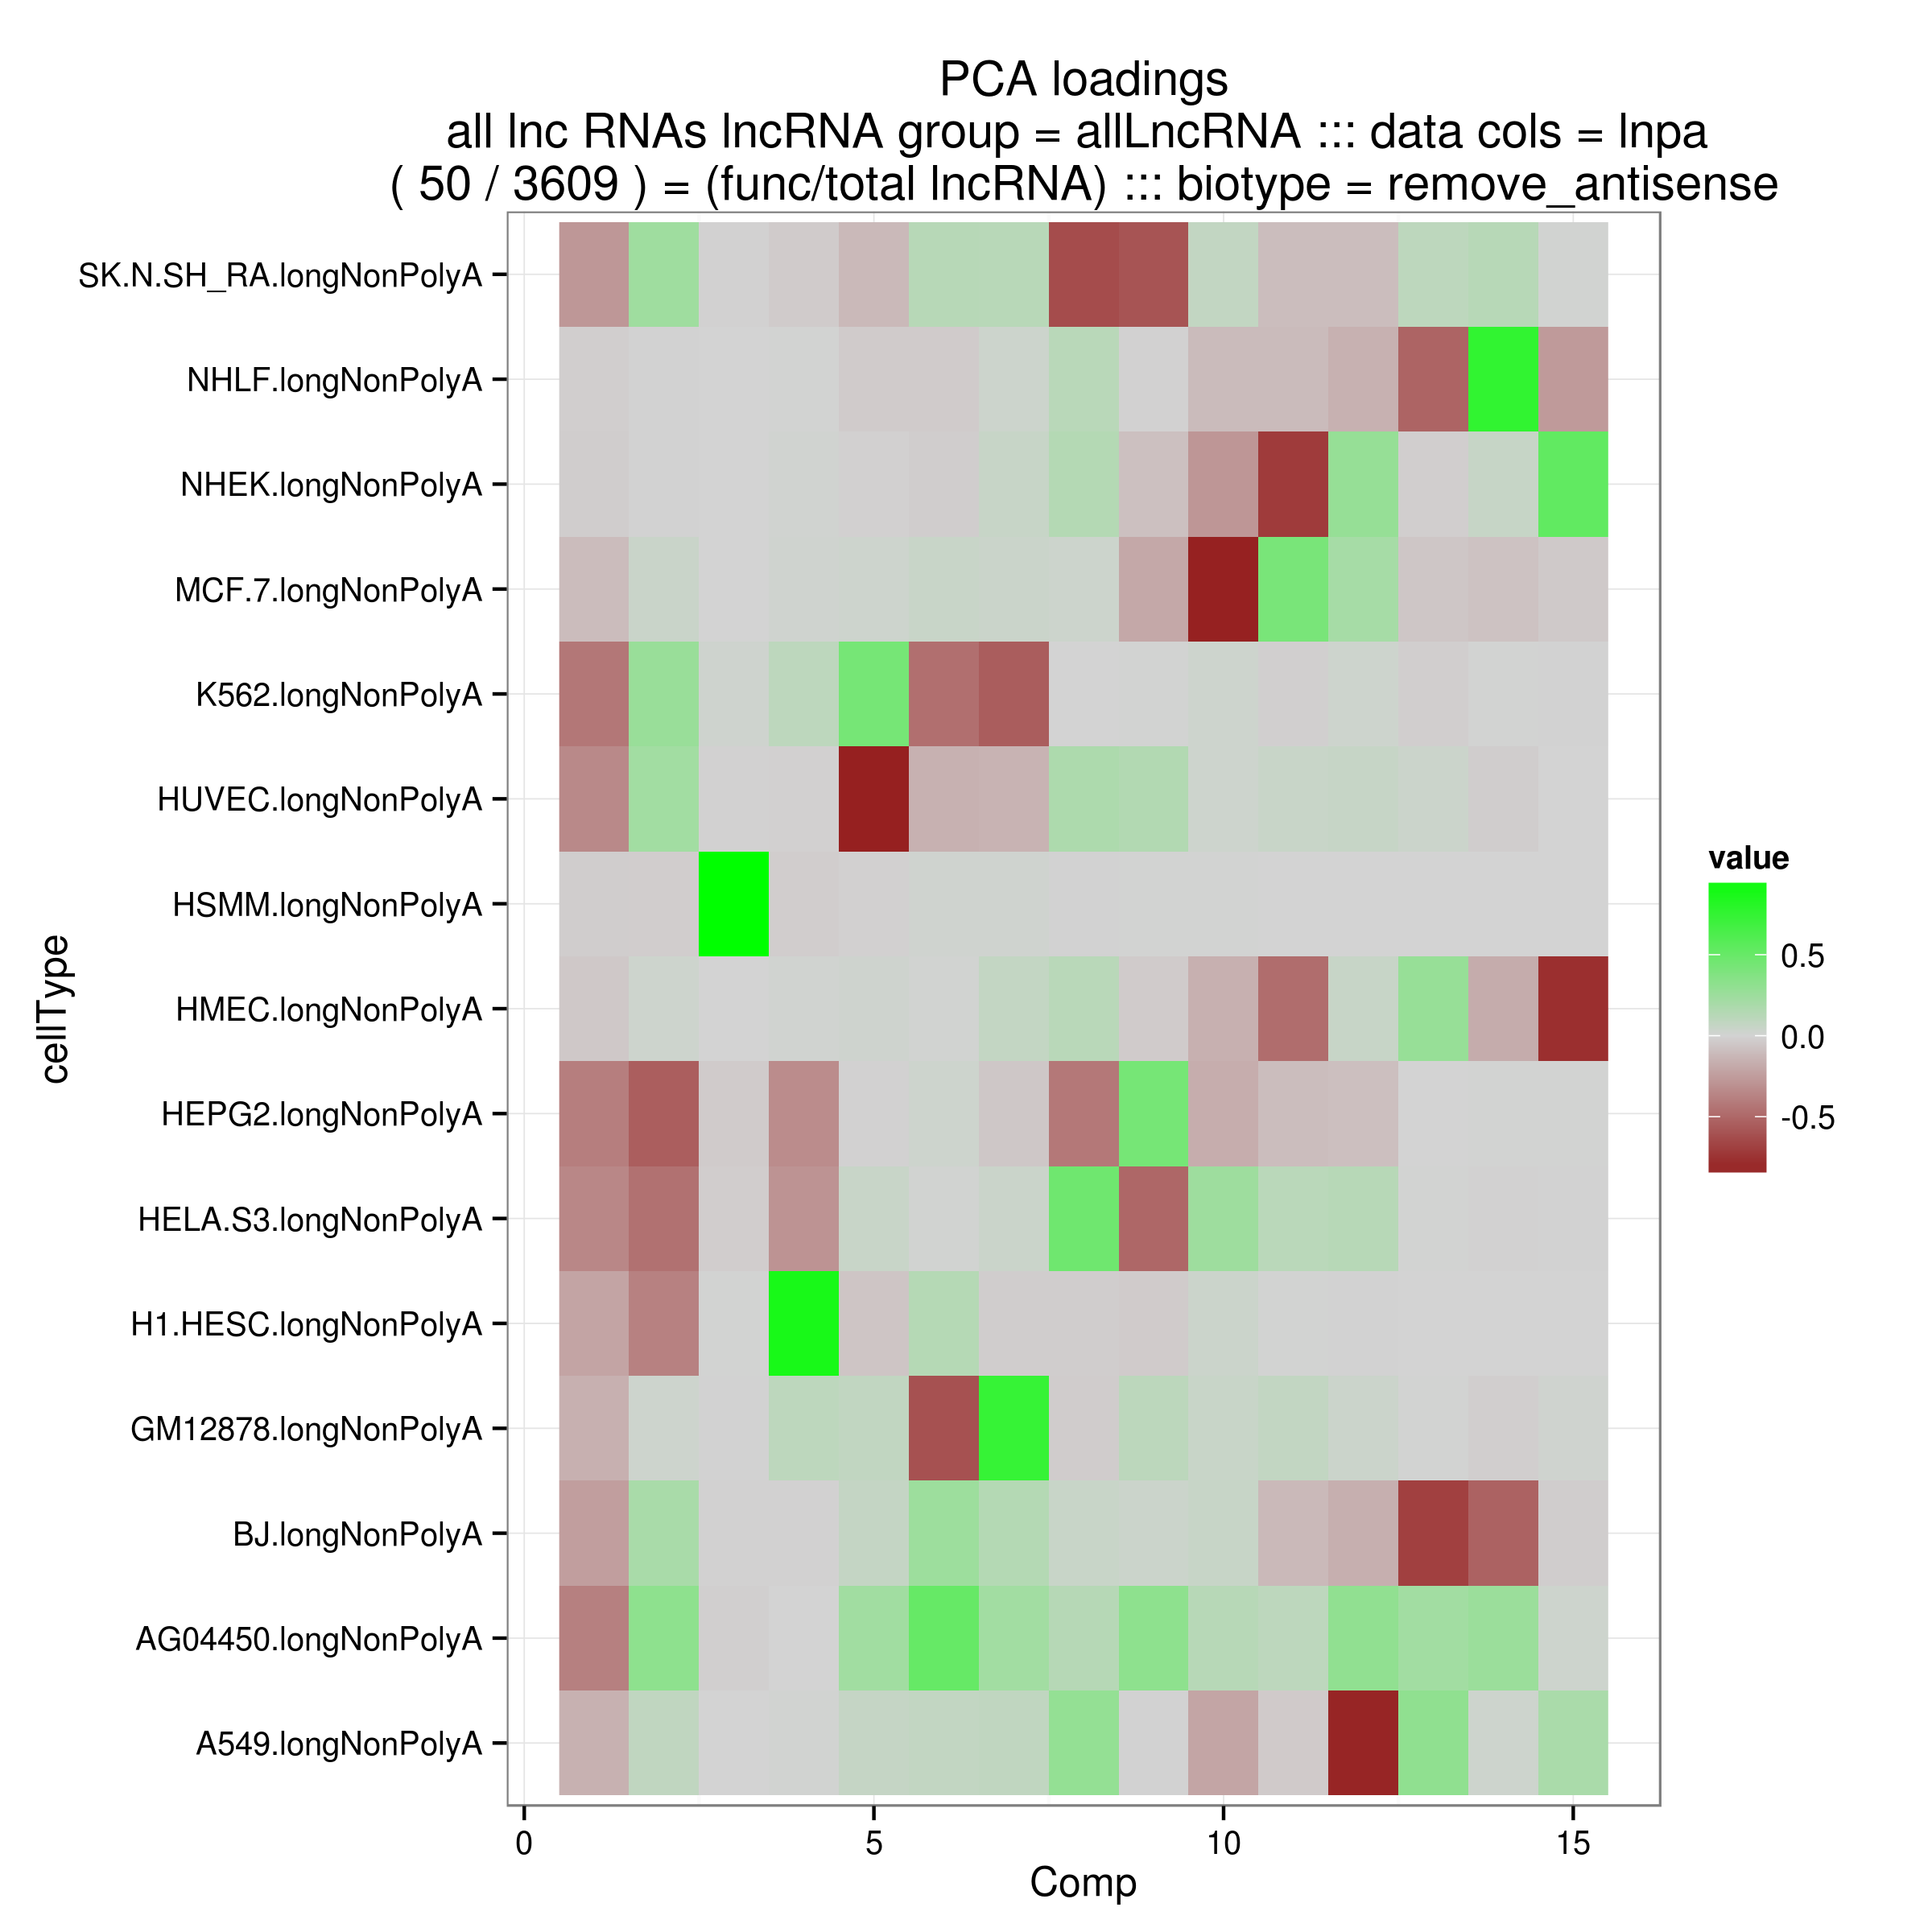 PCA loadings
all lnc RNAs lncRNA group = allLncRNA ::: data cols = lnpa
( 50 / 3609 ) = (func/total lncRNA) ::: biotype = remove_antisense
cellType
SK.N.SH_RA.longNonPolyA
NHLF.longNonPolyA
NHEK.longNonPolyA
MCF.7.longNonPolyA
K562.longNonPolyA
HUVEC.longNonPolyA
HSMM.longNonPolyA
HMEC.longNonPolyA
HEPG2.longNonPolyA
HELA.S3.longNonPolyA
H1.HESC.longNonPolyA
GM12878.longNonPolyA
BJ.longNonPolyA
AG04450.longNonPolyA
A549.longNonPolyA
0 5 10 15
Comp
value
0.5
0.0
-0.5